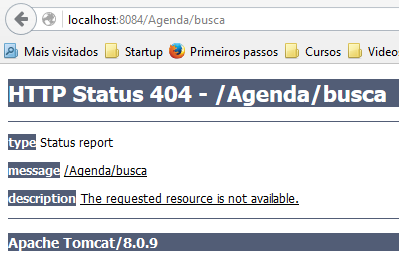 localhost:8084/Agenda/busca
Mais visitados Startup Primeiros passos Cursos Videos
HTTP Status 404 - /Agenda/busca
type Status report
message /Agenda/busca
description The requested resource is not available.
Apache Tomcat/8.0.9